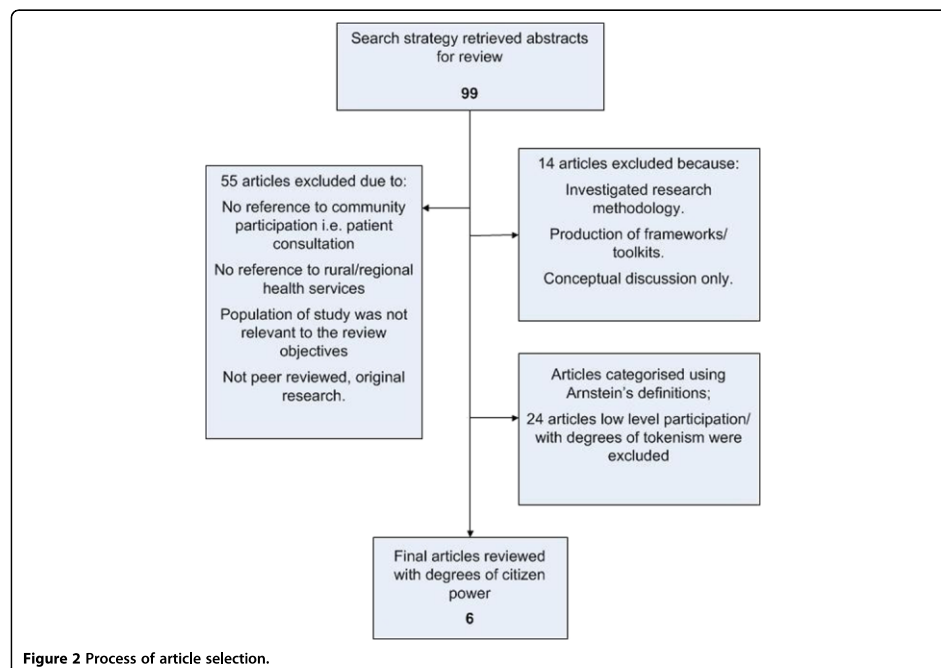 Search strategy retrieved abstracts
for review
99
55 articles excluded due to:
No reference to community
participation i.e. patient
consultation
No reference to rural/regional
health services
Population of study was not
relevant to the review
objectives
Not peer reviewed, original
research.
14 articles excluded because:
Investigated research
methodology.
Production of frameworks/
toolkits.
Conceptual discussion only.
Articles categorised using
Arnstein's definitions;
24 articles low level participation/
with degrees of tokenism were
excluded
Final articles reviewed
with degrees of citizen
power
6
Figure 2 Process of article selection.